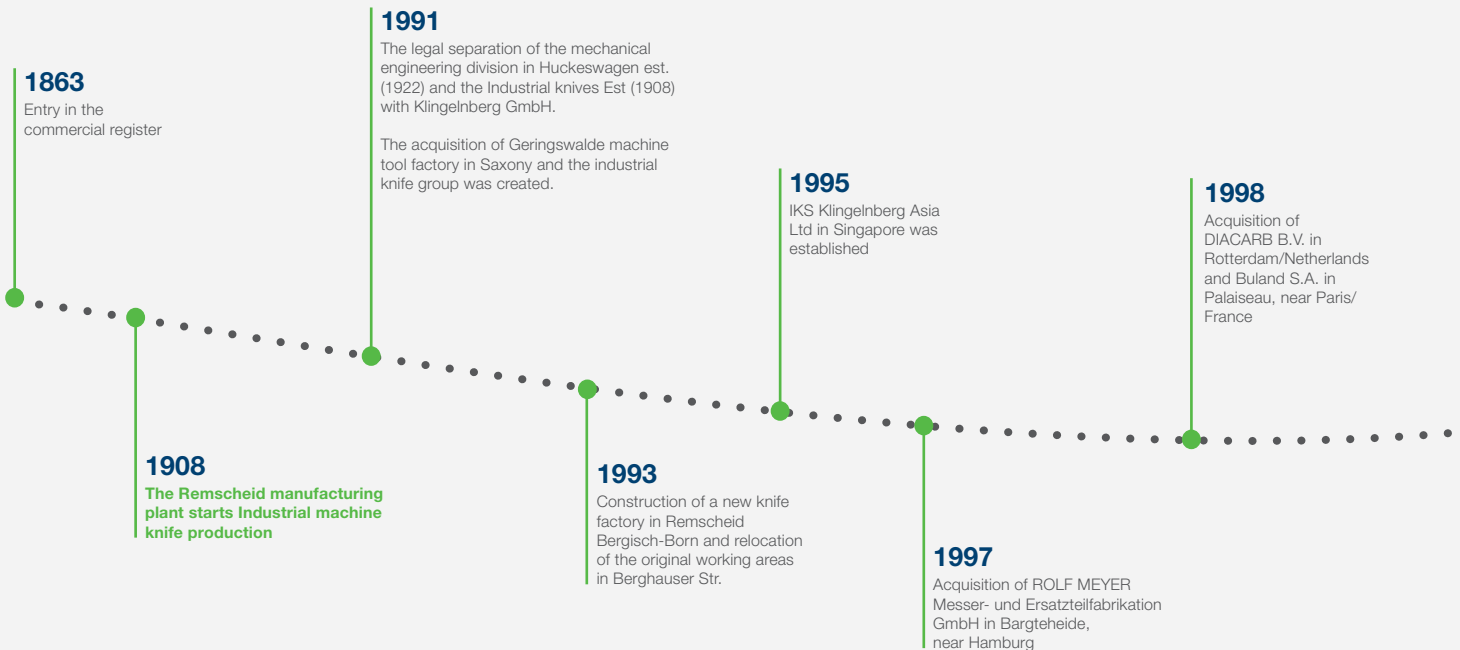 1863
Entry in the
commercial register
1908
The Remscheid manufacturing
plant starts Industrial machine
knife production
1991
The legal separation of the mechanical
engineering division in Huckeswagen est.
(1922) and the Industrial knives Est (1908)
with Klingelnberg GmbH.
The acquisition of Geringswalde machine
tool factory in Saxony and the industrial
knife group was created.
1993
Construction of a new knife
factory in Remscheid
Bergisch-Born and relocation
of the original working areas
in Berghauser Str.
1995
IKS Klingelnberg Asia
Ltd in Singapore was
established
1997
Acquisition of ROLF MEYER
Messer- und Ersatzteilfabrikation
GmbH in Bargteheide,
near Hamburg
1998
Acquisition of
DIACARB B.V. in
Rotterdam/Netherlands
and Buland S.A. in
Palaiseau, near Paris/
France